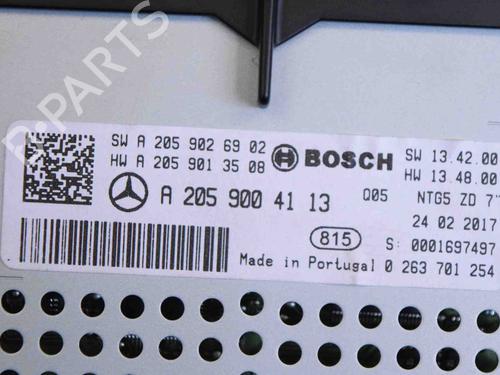 B-PARTS
SW A 205 902 69 02
HW A 205 901 35 08
BOSCH
SW 13.42.00
HW 13.48.00
A 205 900 41 13
Q05
NTG5 ZD 7"
24 02 2017
815
S: 0001697497
Made in Portugal 0 263 701 254